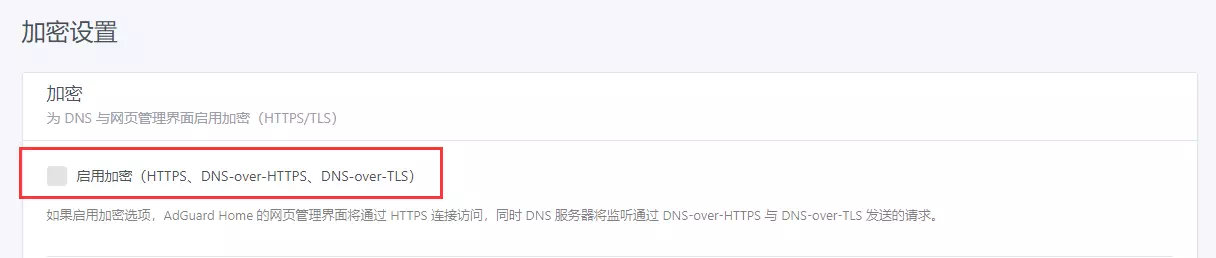 加密设置
加密
为 DNS 与网页管理界面启用加密（HTTPS/TLS）
启用加密（HTTPS、DNS-over-HTTPS、DNS-over-TLS）
如果启用加密选项，AdGuard Home 的网页管理界面将通过 HTTPS 连接访问，同时 DNS 服务器将监听通过 DNS-over-HTTPS 与 DNS-over-TLS 发送的请求。